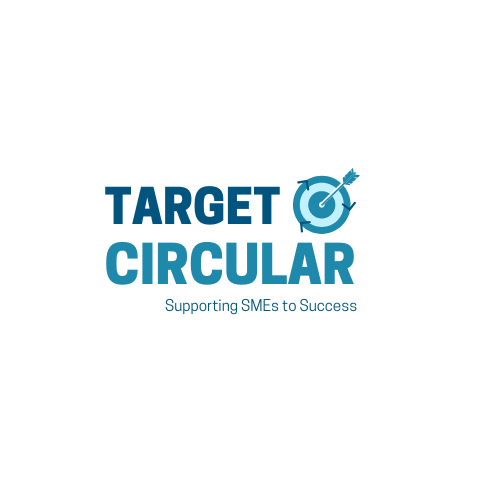 TARGET
CIRCULAR
Supporting SMEs to Success